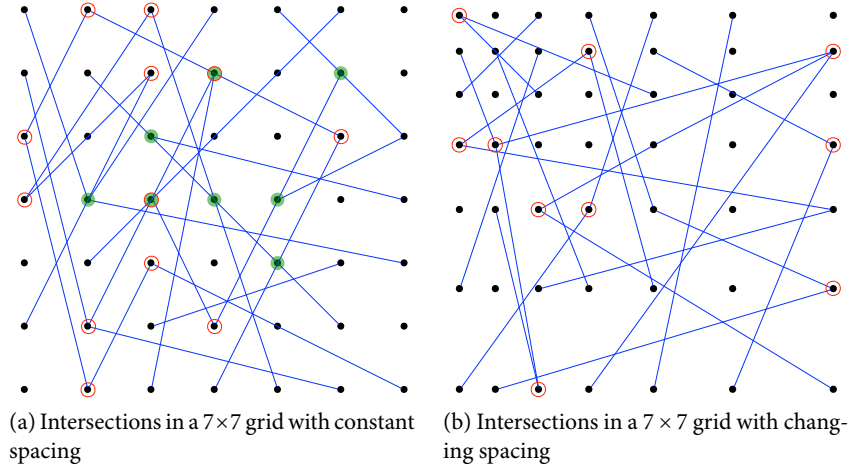 (a) Intersections in a 7×7 grid with constant
spacing
(b) Intersections in a 7 × 7 grid with chang-
ing spacing